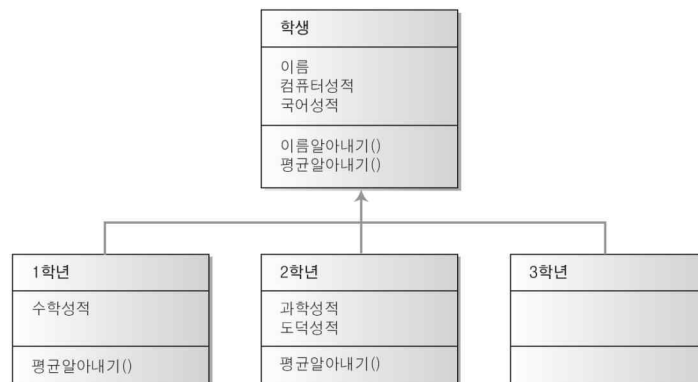 학생
이름
컴퓨터성적
국어성적
이름알아내기()
평균알아내기()
1학년
수학성적
평균알아내기()
2학년
과학성적
도덕성적
평균알아내기()
3학년